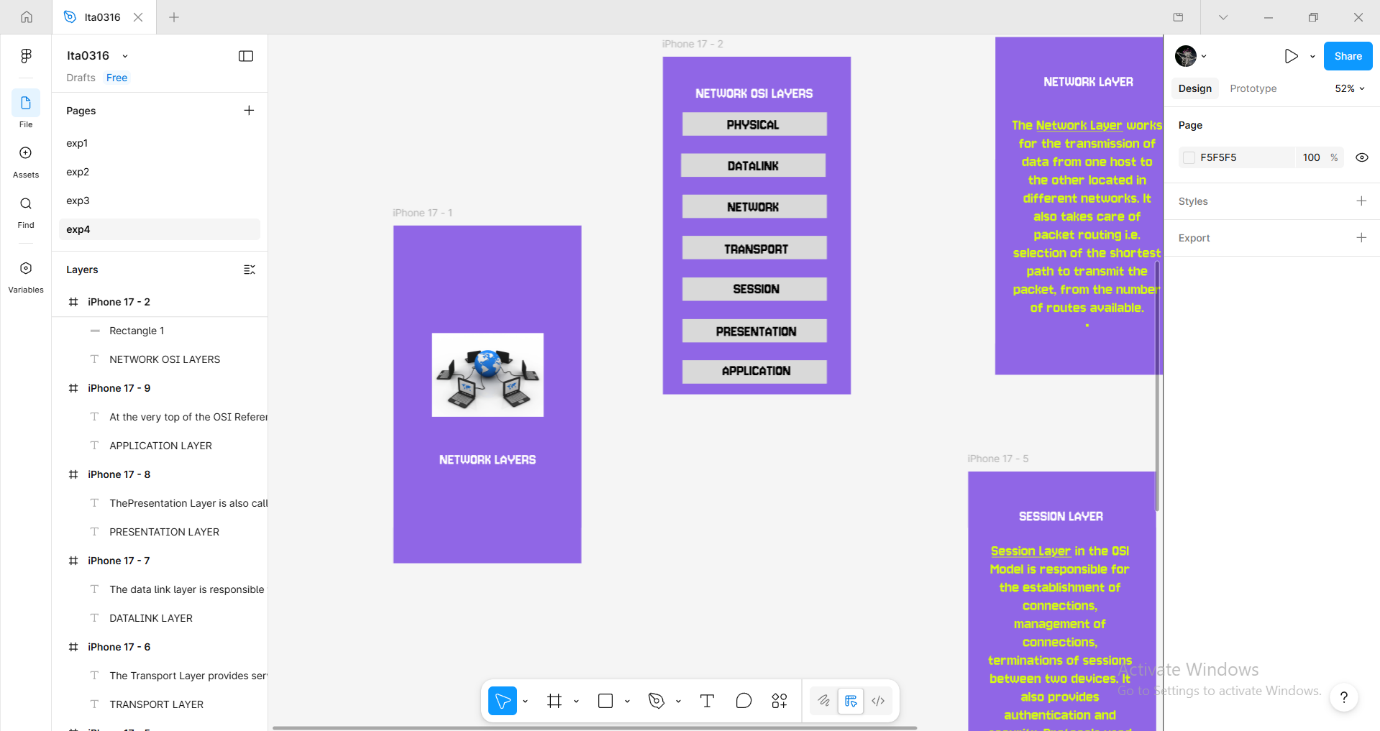 lta0316
lta0316
Drafts Free
File
Assets
Find
Variables
Pages
exp1
exp2
exp3
exp4
Layers
iPhone 17 - 2
Rectangle 1
NETWORK OSI LAYERS
iPhone 17 - 9
At the very top of the OSI Referer
APPLICATION LAYER
iPhone 17 - 8
ThePresentation Layer is also call
PRESENTATION LAYER
iPhone 17 - 7
The data link layer is responsible
DATALINK LAYER
iPhone 17 - 6
The Transport Layer provides ser
TRANSPORT LAYER
iPhone 17 - 1
NETWORK LAYERS
iPhone 17 - 2
NETWORK OSI LAYERS
PHYSICAL
DATALINK
NETWORK
TRANSPORT
SESSION
PRESENTATION
APPLICATION
NETWORK LAYER
The Network Layer works
for the transmission of
data from one host to
the other located in
different networks. It
also takes care of
packet routing i.e.
selection of the shortest
path to transmit the
packet, from the number
of routes available.
.
iPhone 17 - 5
SESSION LAYER
Session Layer in the OSI
Model is responsible for
the establishment of
connections,
management of
connections,
terminations of sessions
between two devices. It
also provides
authentication and
Share
Design Prototype 52%
Page
F5F5F5 100 %
Styles
Export
Activate Windows
Go to Settings to activate Windows.
?